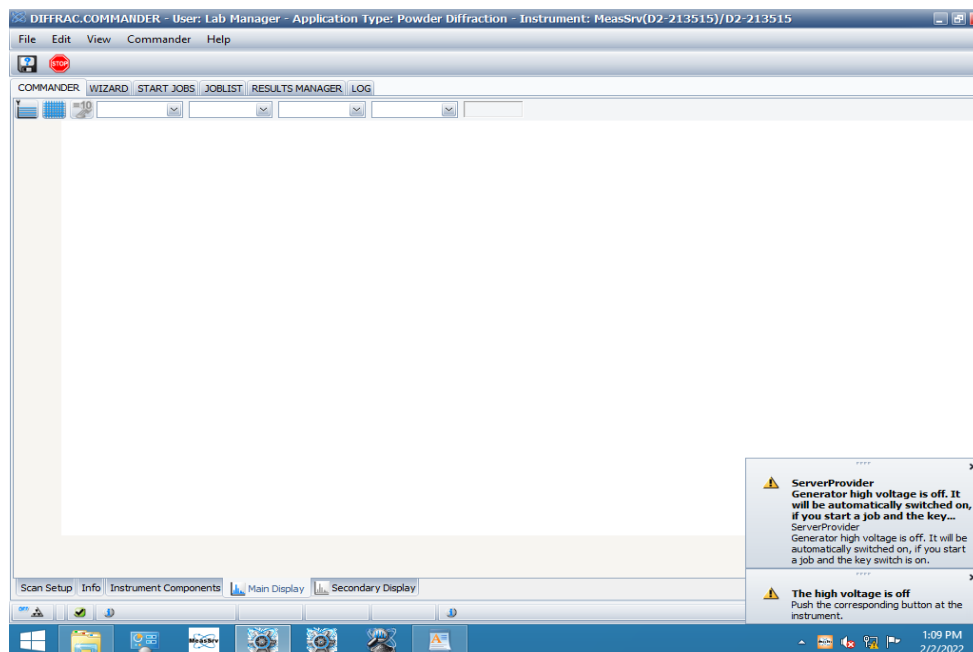 DIFFRAC.COMMANDER - User: Lab Manager - Application Type: Powder Diffraction - Instrument: MeasSrv(D2-213515)/D2-213515
File Edit View Commander Help
STOP
COMMANDER WIZARD START JOBS JOBLIST RESULTS MANAGER LOG
=10
ServerProvider
Generator high voltage is off. It
will be automatically switched on,
if you start a job and the key...
ServerProvider
Generator high voltage is off. It will be
automatically switched on, if you start
a job and the key switch is on.
The high voltage is off
Push the corresponding button at the
instrument.
Scan Setup Info Instrument Components Main Display Secondary Display
OFF
MeasSrv
1:09 PM
2/2/2022